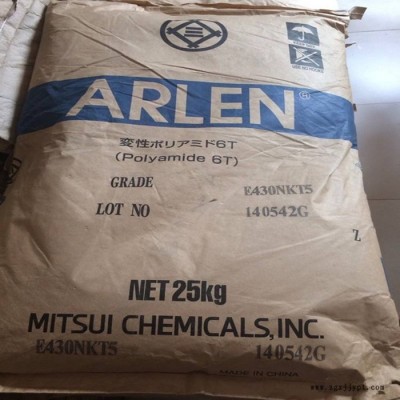 ARLEN®
変性ポリアミド6T
(Polyamide 6T)
GRADE E430NKT5
LOT NO 140542G
Z
NET 25kg
MITSUI CHEMICALS, INC.
E430NKT5 140542G
MADE IN CHINA